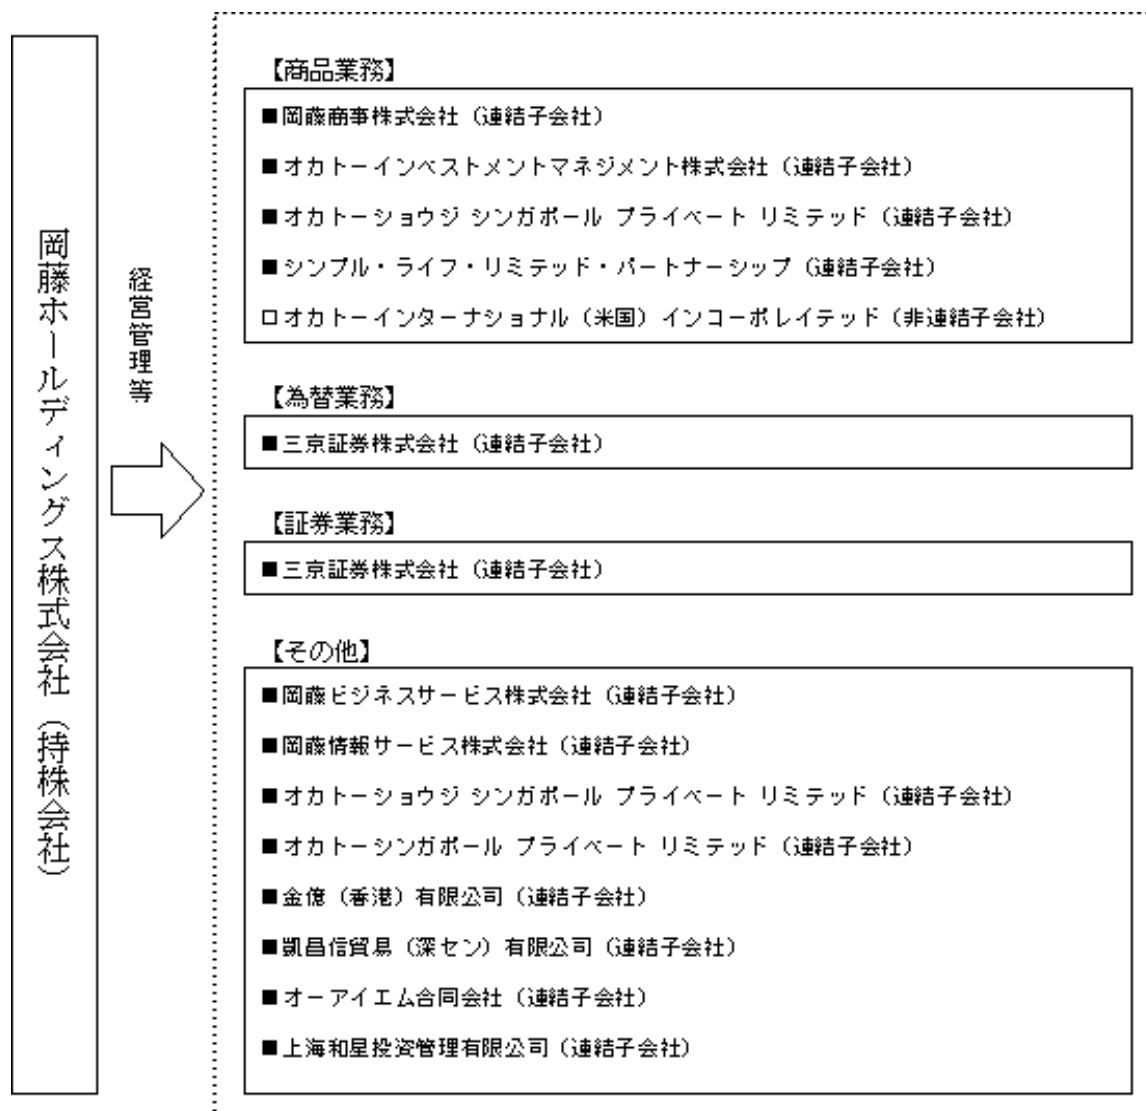 岡藤ホールディングス株式会社（持株会社）
経営管理等
【商品業務】
■岡藤商事株式会社（連結子会社）
■オカトーインベストメントマネジメント株式会社（連結子会社）
■オカトーショウジ シンガポール プライベート リミテッド（連結子会社）
■シンプル・ライフ・リミテッド・パートナーシップ（連結子会社）
□オカトーインターナショナル（米国）インコーポレイテッド（非連結子会社）
【為替業務】
■三京証券株式会社（連結子会社）
【証券業務】
■三京証券株式会社（連結子会社）
【その他】
■岡藤ビジネスサービス株式会社（連結子会社）
■岡藤情報サービス株式会社（連結子会社）
■オカトーショウジ シンガポール プライベート リミテッド（連結子会社）
■オカトーシンガポール プライベート リミテッド（連結子会社）
■金億（香港）有限公司（連結子会社）
■凱昌信貿易（深セン）有限公司（連結子会社）
■オーアイエム合同会社（連結子会社）
■上海和星投資管理有限公司（連結子会社）